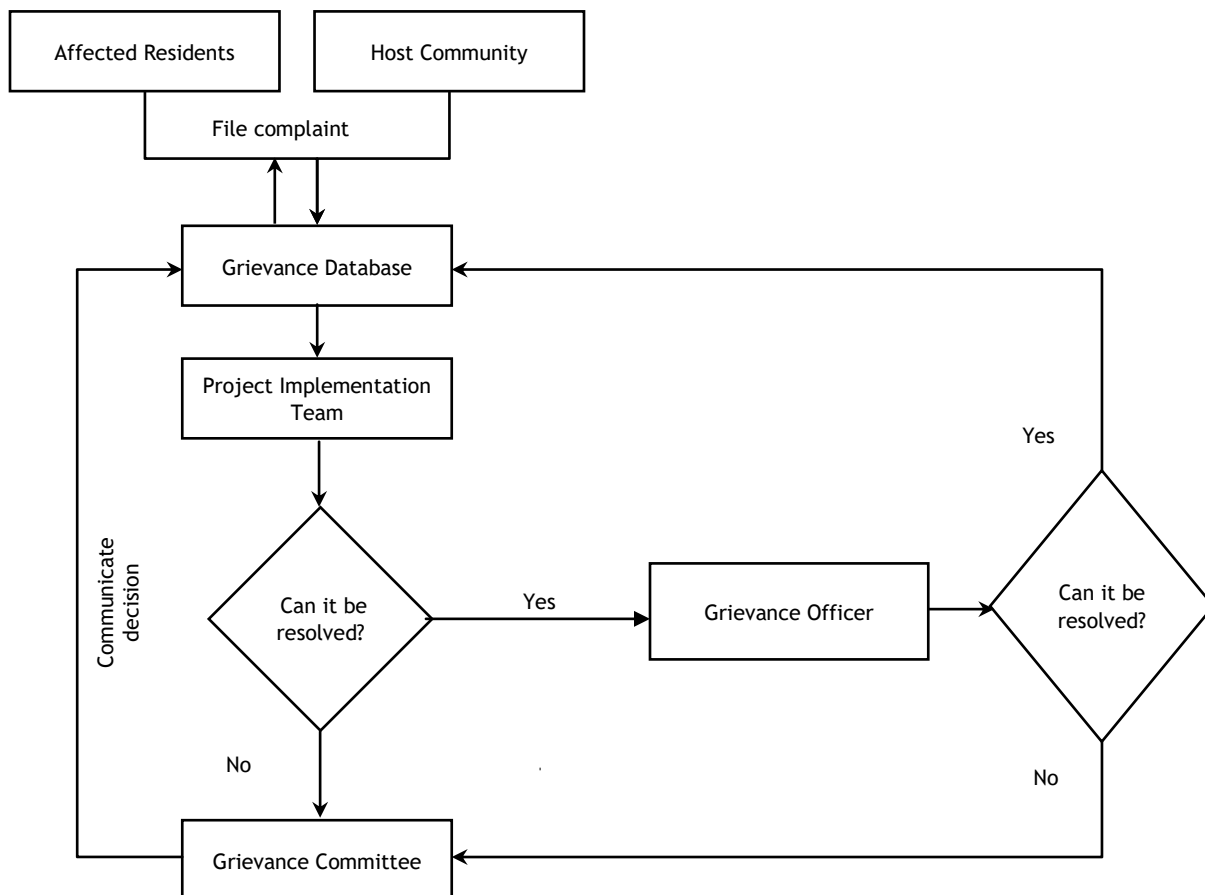 Affected Residents
Host Community
File complaint
Grievance Database
Project Implementation
Team
Yes
Communicate
decision
Can it be
resolved?
Yes
Grievance Officer
Can it be
resolved?
No
No
Grievance Committee